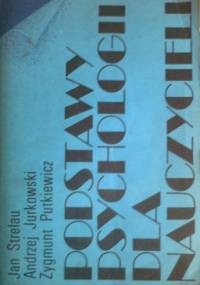 Jan Strelau
Andrzej Jurkowski
Zygmunt Putkiewicz
PODSTAWY
PSYCHOLOGII
DLA
NAUCZYCIELI